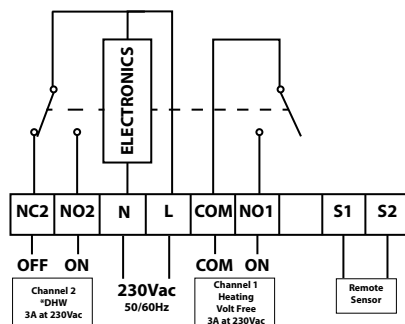 ELECTRONICS
NC2 NO2 N L COM NO1 S1 S2
OFF ON 230Vac COM ON
50/60Hz
Channel 2
*DHW
3A at 230Vac
Channel 1
Heating
Volt Free
3A at 230Vac
Remote
Sensor